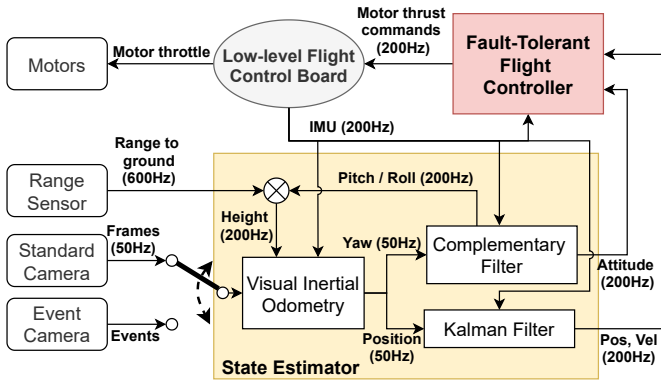 Motors
Motor throttle
Low-level Flight
Control Board
Motor thrust
commands
(200Hz)
Fault-Tolerant
Flight
Controller
IMU (200Hz)
Range to
ground
(600Hz)
Range
Sensor
Pitch / Roll (200Hz)
Height
(200Hz)
Frames
(50Hz)
Standard
Camera
Visual Inertial
Odometry
Yaw (50Hz)
Complementary
Filter
Attitude
(200Hz)
Event
Camera
Events
Position
(50Hz)
Kalman Filter
Pos, Vel
(200Hz)
State Estimator